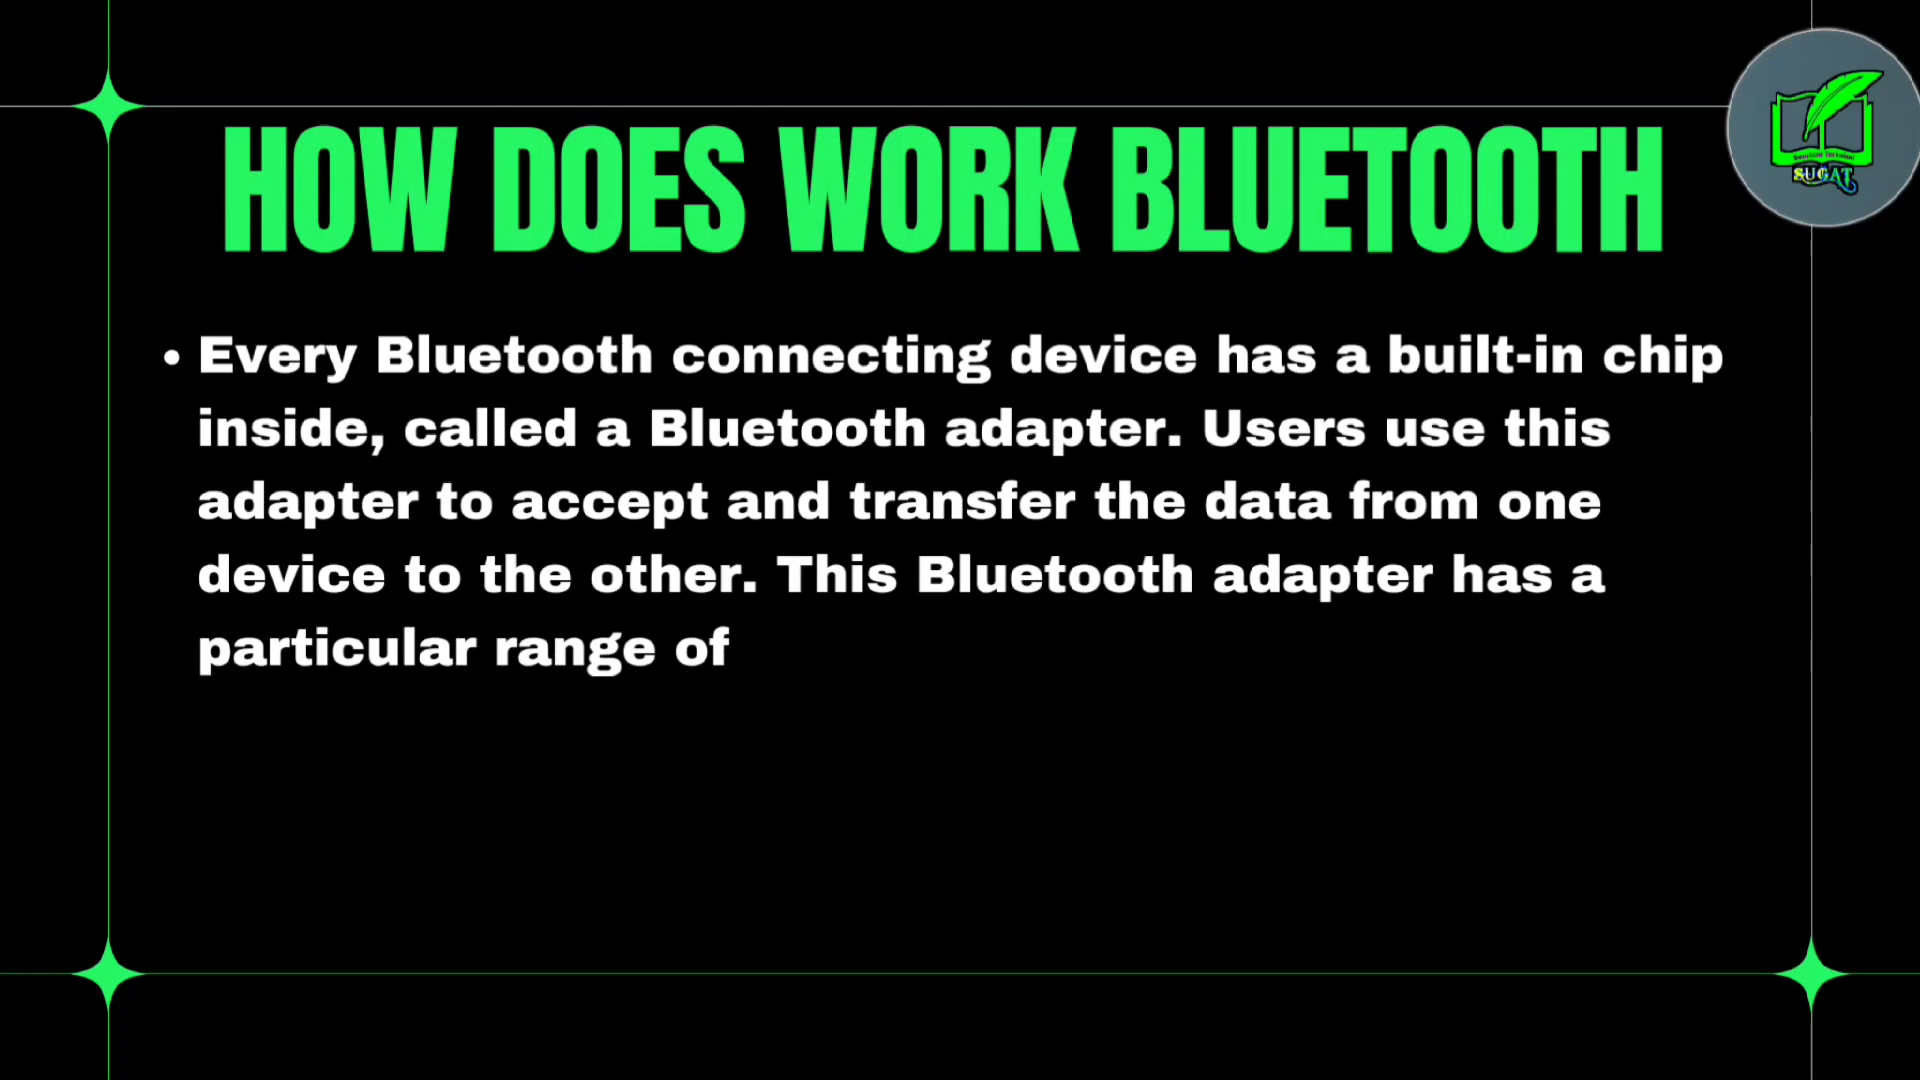 HOW DOES WORK BLUETOOTH
• Every Bluetooth connecting device has a built-in chip
inside, called a Bluetooth adapter. Users use this
adapter to accept and transfer the data from one
device to the other. This Bluetooth adapter has a
particular range of
SUGAT